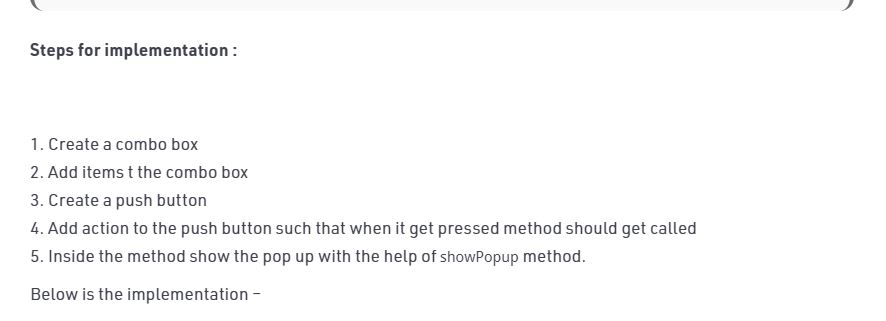 Steps for implementation :
1. Create a combo box
2. Add items t the combo box
3. Create a push button
4. Add action to the push button such that when it get pressed method should get called
5. Inside the method show the pop up with the help of showPopup method.
Below is the implementation –